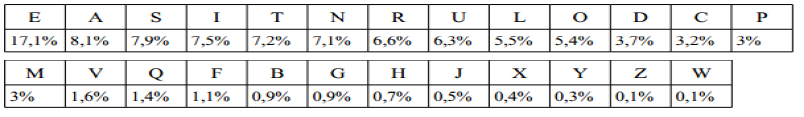 E A S I T N R U L O D C P
17,1% 8,1% 7,9% 7,5% 7,2% 7,1% 6,6% 6,3% 5,5% 5,4% 3,7% 3,2% 3%
M V Q F B G H J X Y Z W
3% 1,6% 1,4% 1,1% 0,9% 0,9% 0,7% 0,5% 0,4% 0,3% 0,1% 0,1%